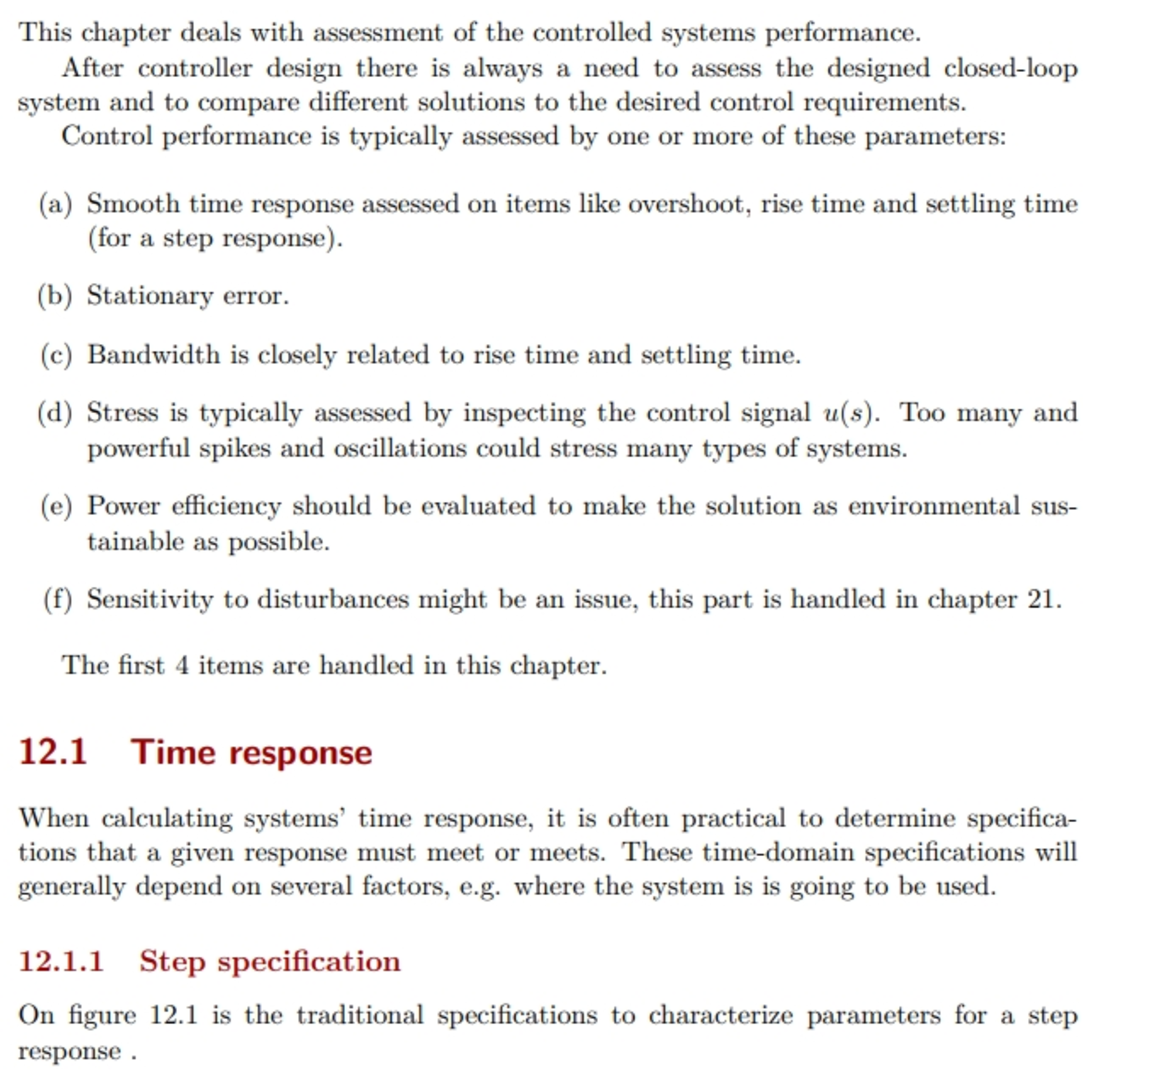 This chapter deals with assessment of the controlled systems performance.
After controller design there is always a need to assess the designed closed-loop
system and to compare different solutions to the desired control requirements.
Control performance is typically assessed by one or more of these parameters:
(a) Smooth time response assessed on items like overshoot, rise time and settling time
(for a step response).
(b) Stationary error.
(c) Bandwidth is closely related to rise time and settling time.
(d) Stress is typically assessed by inspecting the control signal u(s). Too many and
powerful spikes and oscillations could stress many types of systems.
(e) Power efficiency should be evaluated to make the solution as environmental sus-
tainable as possible.
(f) Sensitivity to disturbances might be an issue, this part is handled in chapter 21.
The first 4 items are handled in this chapter.
12.1 Time response
When calculating systems' time response, it is often practical to determine specifica-
tions that a given response must meet or meets. These time-domain specifications will
generally depend on several factors, e.g. where the system is is going to be used.
12.1.1 Step specification
On figure 12.1 is the traditional specifications to characterize parameters for a step
response .